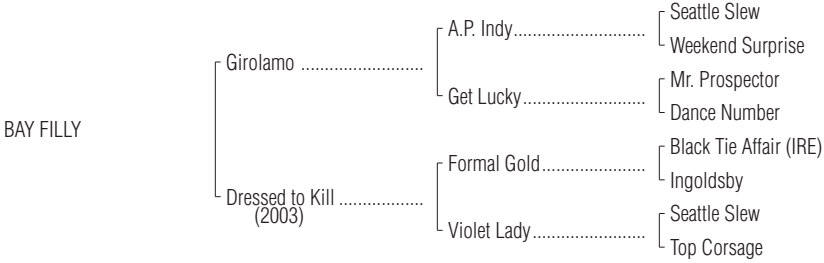 Seattle Slew
A.P. Indy..............................
Weekend Surprise
Girolamo ............................
Mr. Prospector
Get Lucky............................
Dance Number
BAY FILLY
Black Tie Affair (IRE)
Formal Gold........................
Ingoldsby
Dressed to Kill ...................
(2003)
Seattle Slew
Violet Lady..........................
Top Corsage